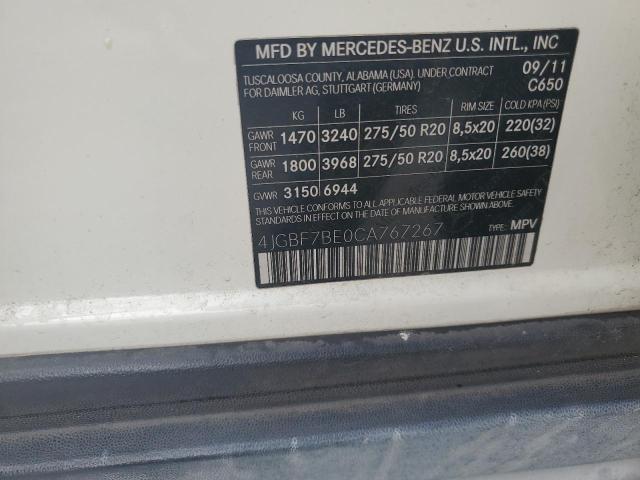 MFD BY MERCEDES-BENZ U.S. INTL., INC
TUSCALOOSA COUNTY, ALABAMA (USA). UNDER CONTRACT 09/11
FOR DAIMLER AG, STUTTGART (GERMANY) C650
KG LB TIRES RIM SIZE COLD KPA (PSI)
GAWR FRONT 1470 3240 275/50 R20 8,5x20 220(32)
GAWR REAR 1800 3968 275/50 R20 8,5x20 260(38)
GVWR 3150 6944
THIS VEHICLE CONFORMS TO ALL APPLICABLE FEDERAL MOTOR VEHICLE SAFETY
STANDARDS IN EFFECT ON THE DATE OF MANUFACTURE SHOWN ABOVE.
4JGBF7BE0CA767267 TYPE: MPV